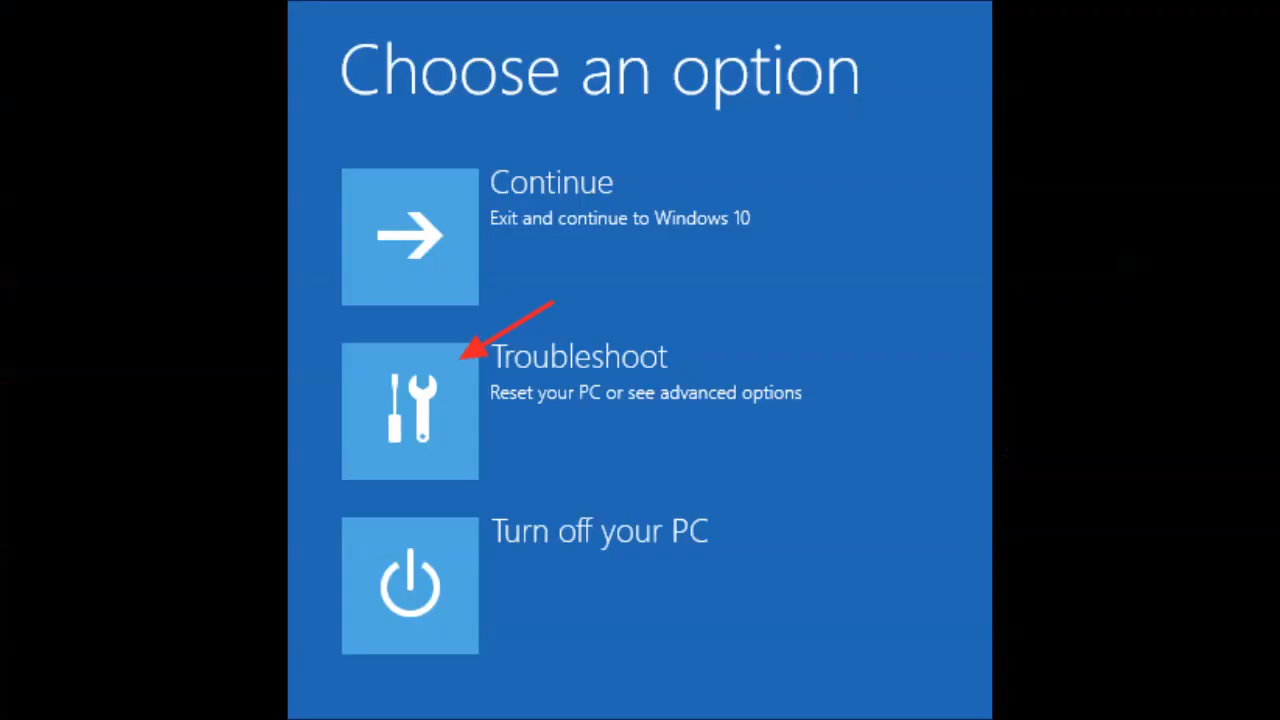 Choose an option
Continue
Exit and continue to Windows 10
Troubleshoot
Reset your PC or see advanced options
Turn off your PC